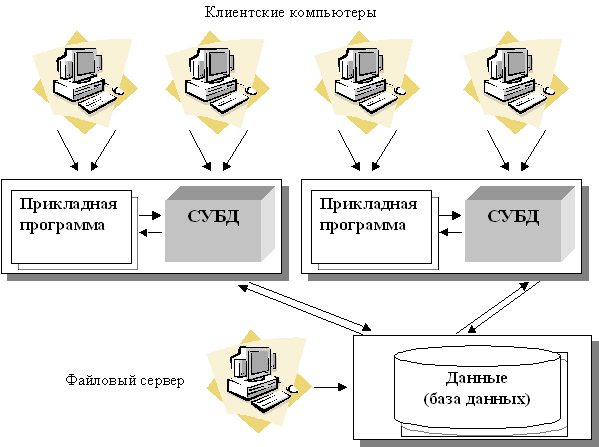 Клиентские компьютеры
Прикладная
программа
СУБД
Прикладная
программа
СУБД
Файловый сервер
Данные
(база данных)